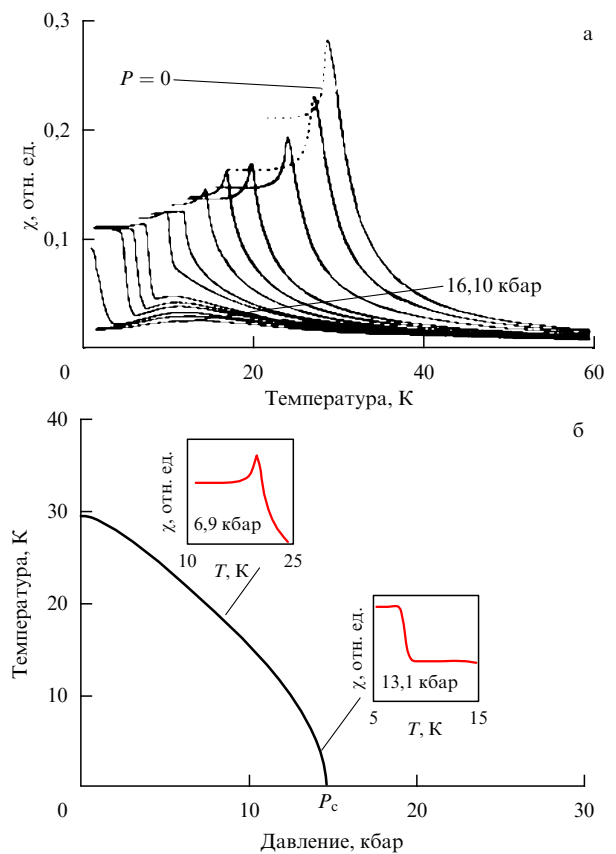 0,3
а
P = 0
0,2
χ, отн. ед.
0,1
16,10 кбар
0
20
40
60
Температура, К
40
б
χ, отн. ед.
6,9 кбар
10
25
T, К
30
Температура, К
20
χ, отн. ед.
13,1 кбар
5
15
T, К
10
0
10
Pc
20
30
Давление, кбар